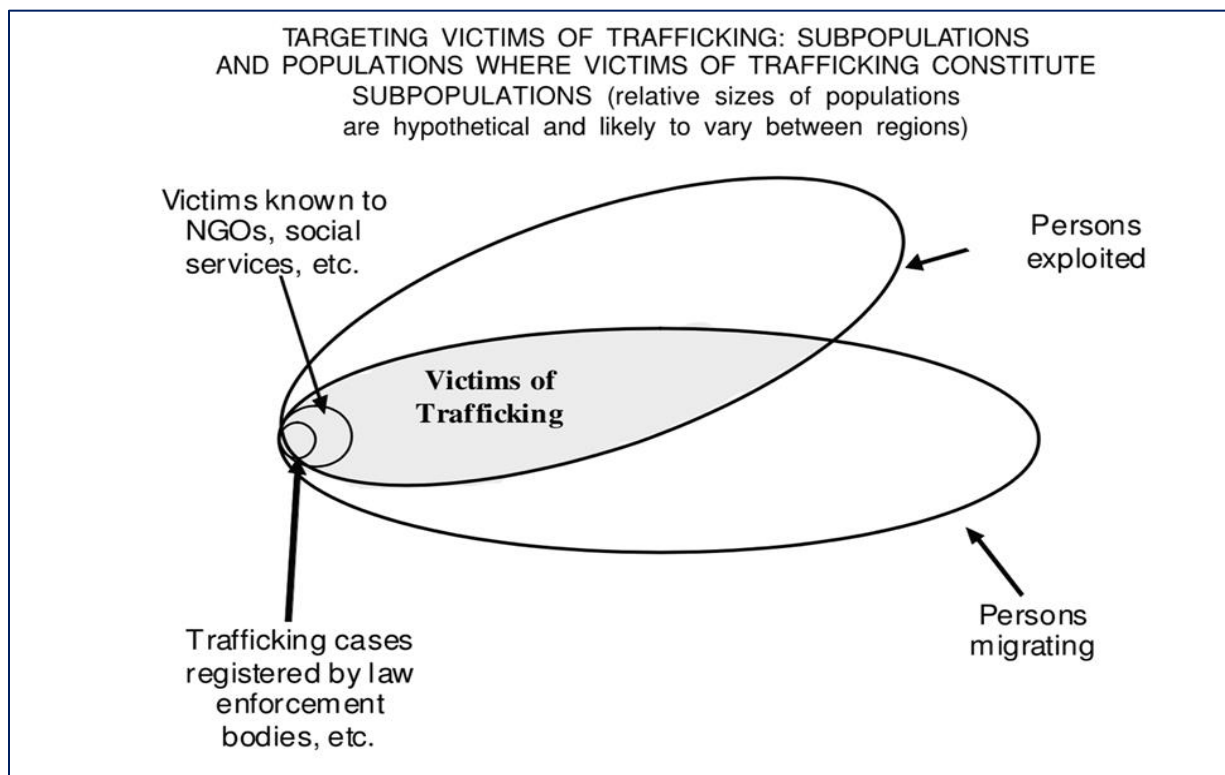 TARGETING VICTIMS OF TRAFFICKING: SUBPOPULATIONS
AND POPULATIONS WHERE VICTIMS OF TRAFFICKING CONSTITUTE
SUBPOPULATIONS (relative sizes of populations
are hypothetical and likely to vary between regions)
Victims known to
NGOs, social
services, etc.
Persons
exploited
Victims of
Trafficking
Persons
migrating
Trafficking cases
registered by law
enforcement
bodies, etc.